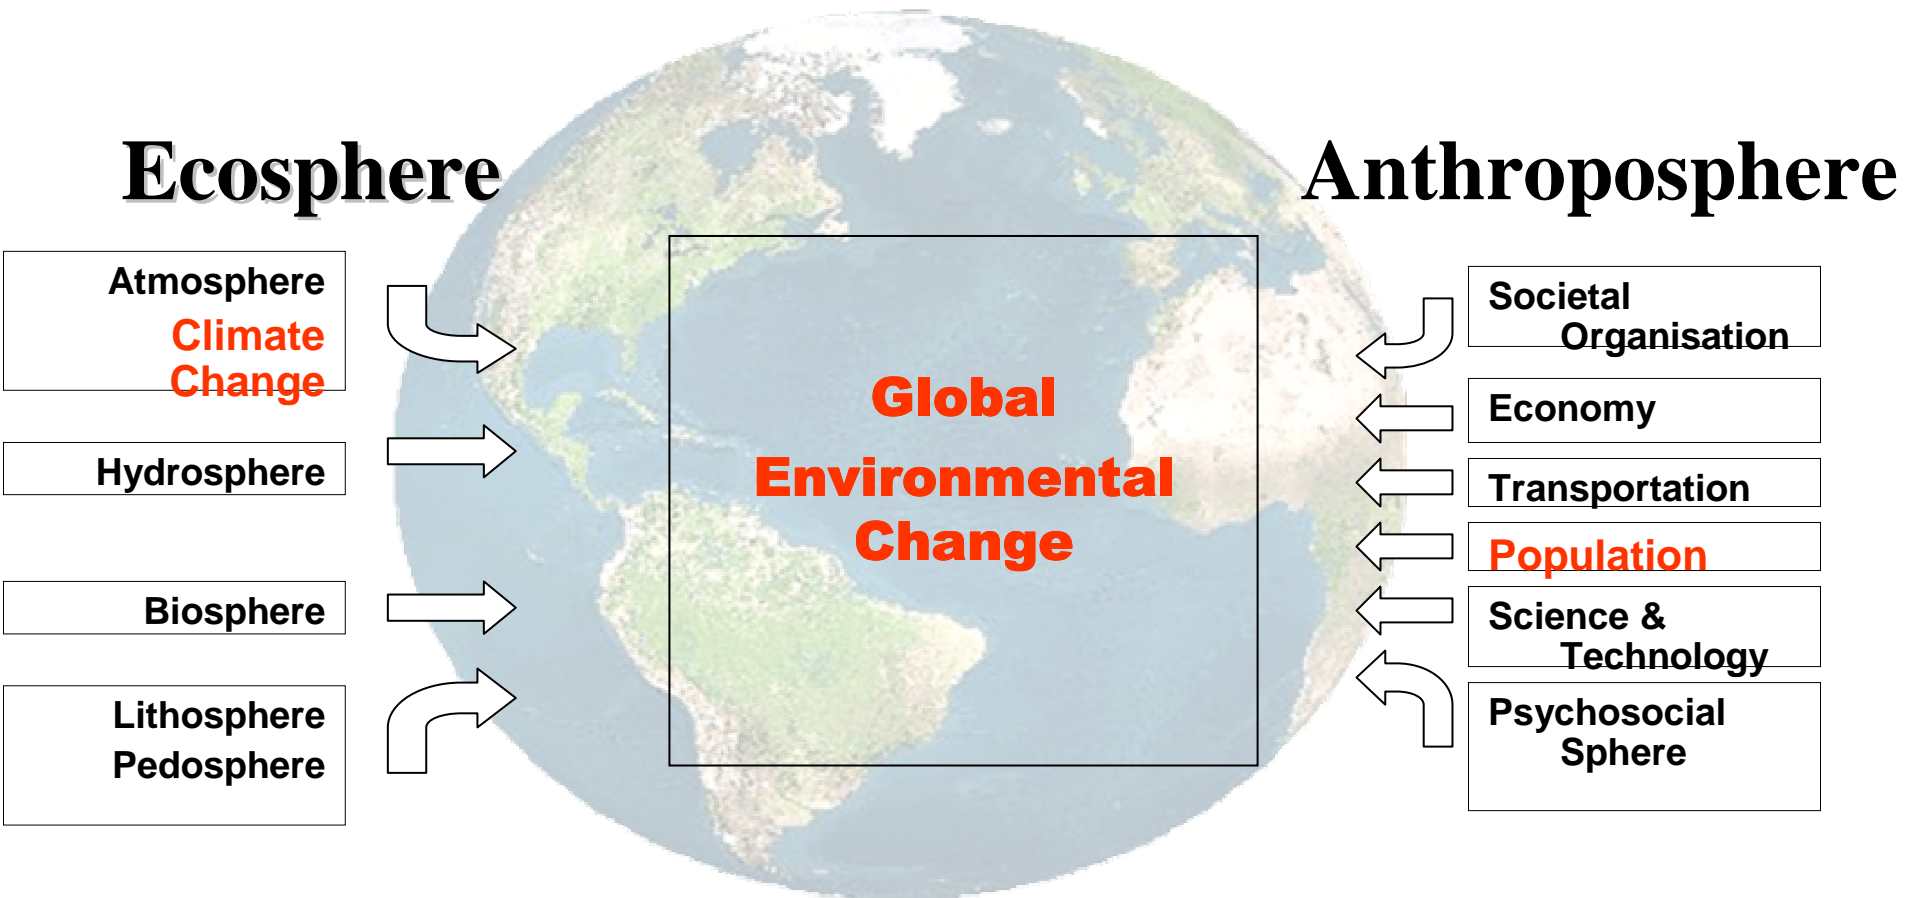 Ecosphere
Atmosphere
Climate
Change
Hydrosphere
Biosphere
Lithosphere
Pedosphere
Global
Environmental
Change
Anthroposphere
Societal
Organisation
Economy
Transportation
Population
Science &
Technology
Psychosocial
Sphere